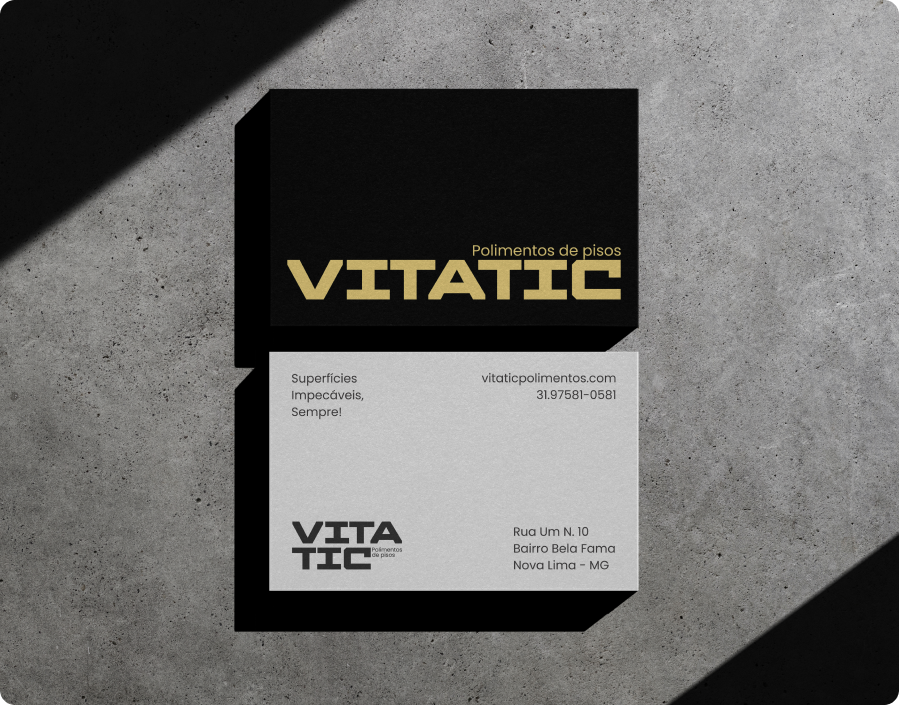 Polimentos de pisos
VITATIC
Superfícies
Impecáveis,
Sempre!
vitaticpolimentos.com
31.97581-0581
VITA
TIC
Polimentos
de pisos
Rua Um N. 10
Bairro Bela Fama
Nova Lima - MG